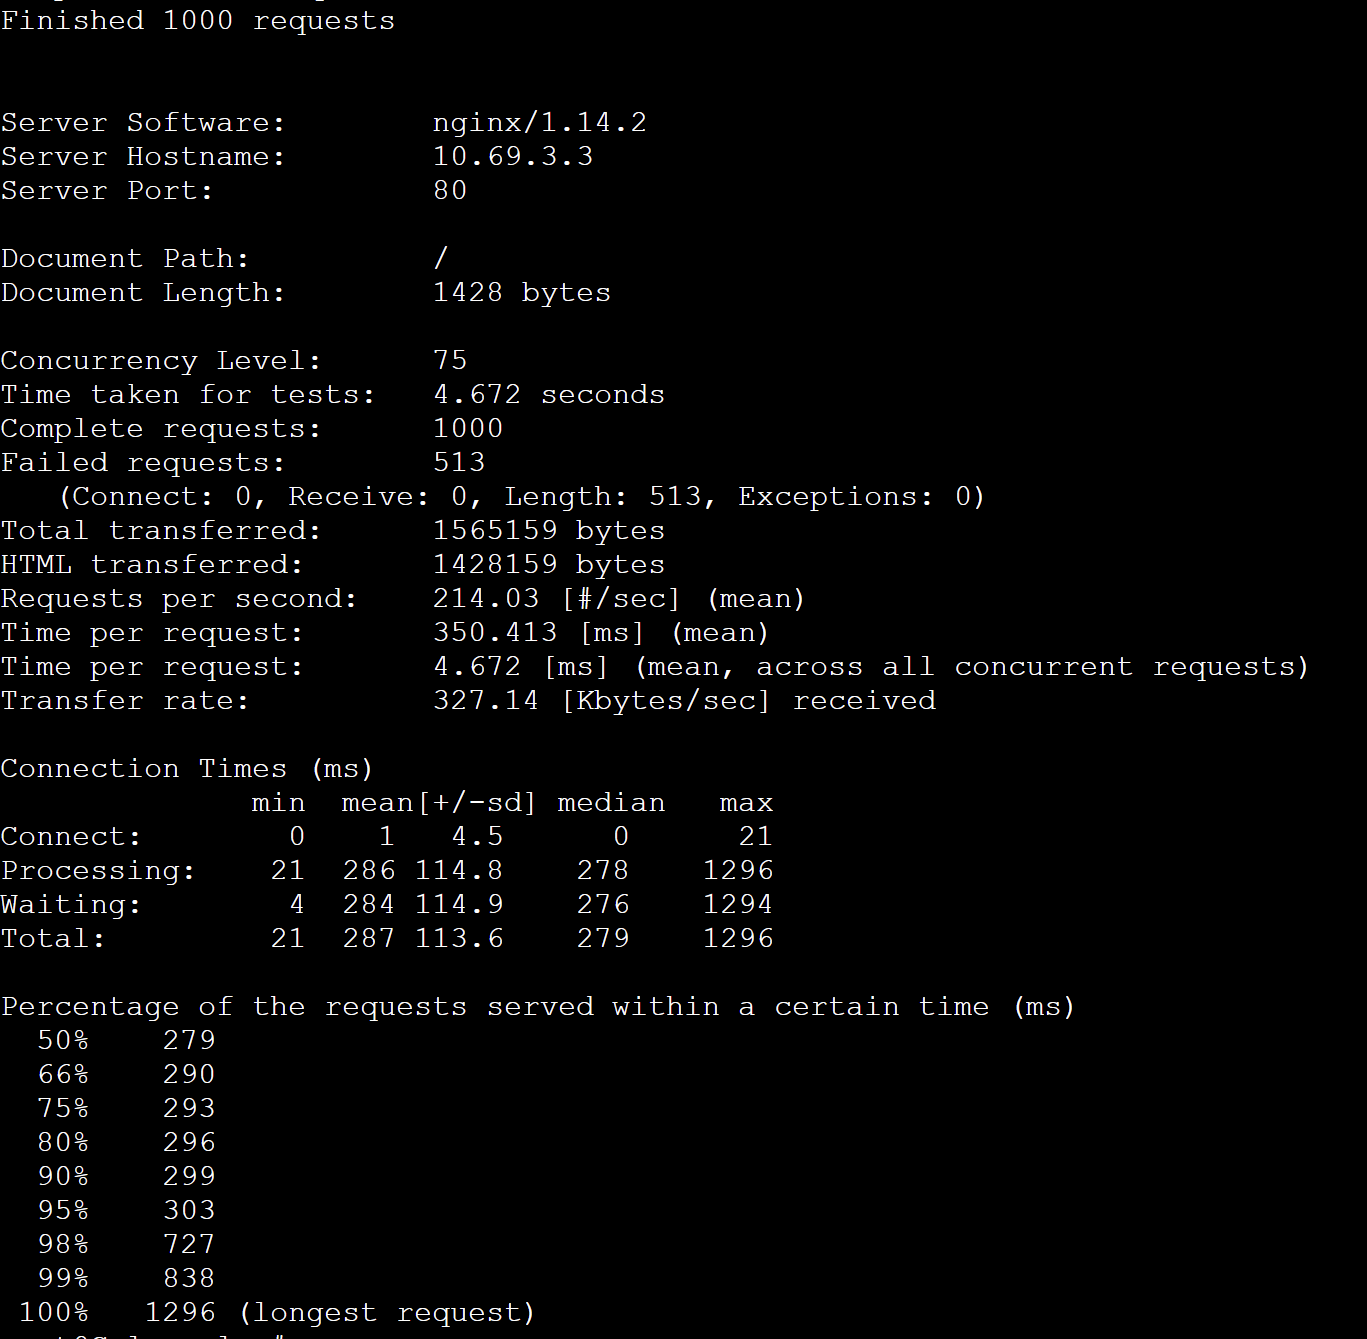 Finished 1000 requests
Server Software: nginx/1.14.2
Server Hostname: 10.69.3.3
Server Port: 80
Document Path: /
Document Length: 1428 bytes
Concurrency Level: 75
Time taken for tests: 4.672 seconds
Complete requests: 1000
Failed requests: 513
(Connect: 0, Receive: 0, Length: 513, Exceptions: 0)
Total transferred: 1565159 bytes
HTML transferred: 1428159 bytes
Requests per second: 214.03 [#/sec] (mean)
Time per request: 350.413 [ms] (mean)
Time per request: 4.672 [ms] (mean, across all concurrent requests)
Transfer rate: 327.14 [Kbytes/sec] received
Connection Times (ms)
min mean[+/-sd] median max
Connect: 0 1 4.5 0 21
Processing: 21 286 114.8 278 1296
Waiting: 4 284 114.9 276 1294
Total: 21 287 113.6 279 1296
Percentage of the requests served within a certain time (ms)
50% 279
66% 290
75% 293
80% 296
90% 299
95% 303
98% 727
99% 838
100% 1296 (longest request)